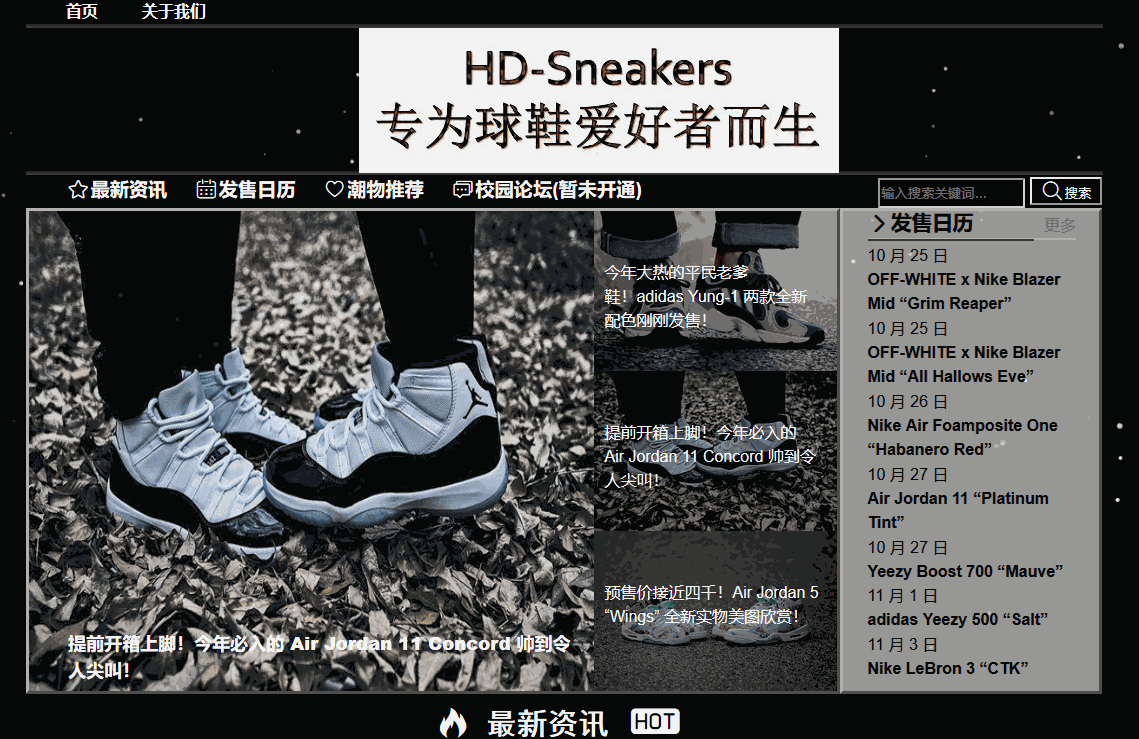 首页 关于我们
HD-Sneakers
专为球鞋爱好者而生
最新资讯 发售日历 潮物推荐 校园论坛(暂未开通)
输入搜索关键词... 搜索
提前开箱上脚！今年必入的 Air Jordan 11 Concord 帅到令
人尖叫！
今年大热的平民老爹
鞋！adidas Yung-1 两款全新
配色刚刚发售！
提前开箱上脚！今年必入的
Air Jordan 11 Concord 帅到令
人尖叫！
预售价接近四千！Air Jordan 5
“Wings” 全新实物美图欣赏！
发售日历 更多
10 月 25 日
OFF-WHITE x Nike Blazer
Mid “Grim Reaper”
10 月 25 日
OFF-WHITE x Nike Blazer
Mid “All Hallows Eve”
10 月 26 日
Nike Air Foamposite One
“Habanero Red”
10 月 27 日
Air Jordan 11 “Platinum
Tint”
10 月 27 日
Yeezy Boost 700 “Mauve”
11 月 1 日
adidas Yeezy 500 “Salt”
11 月 3 日
Nike LeBron 3 “CTK”
最新资讯 HOT